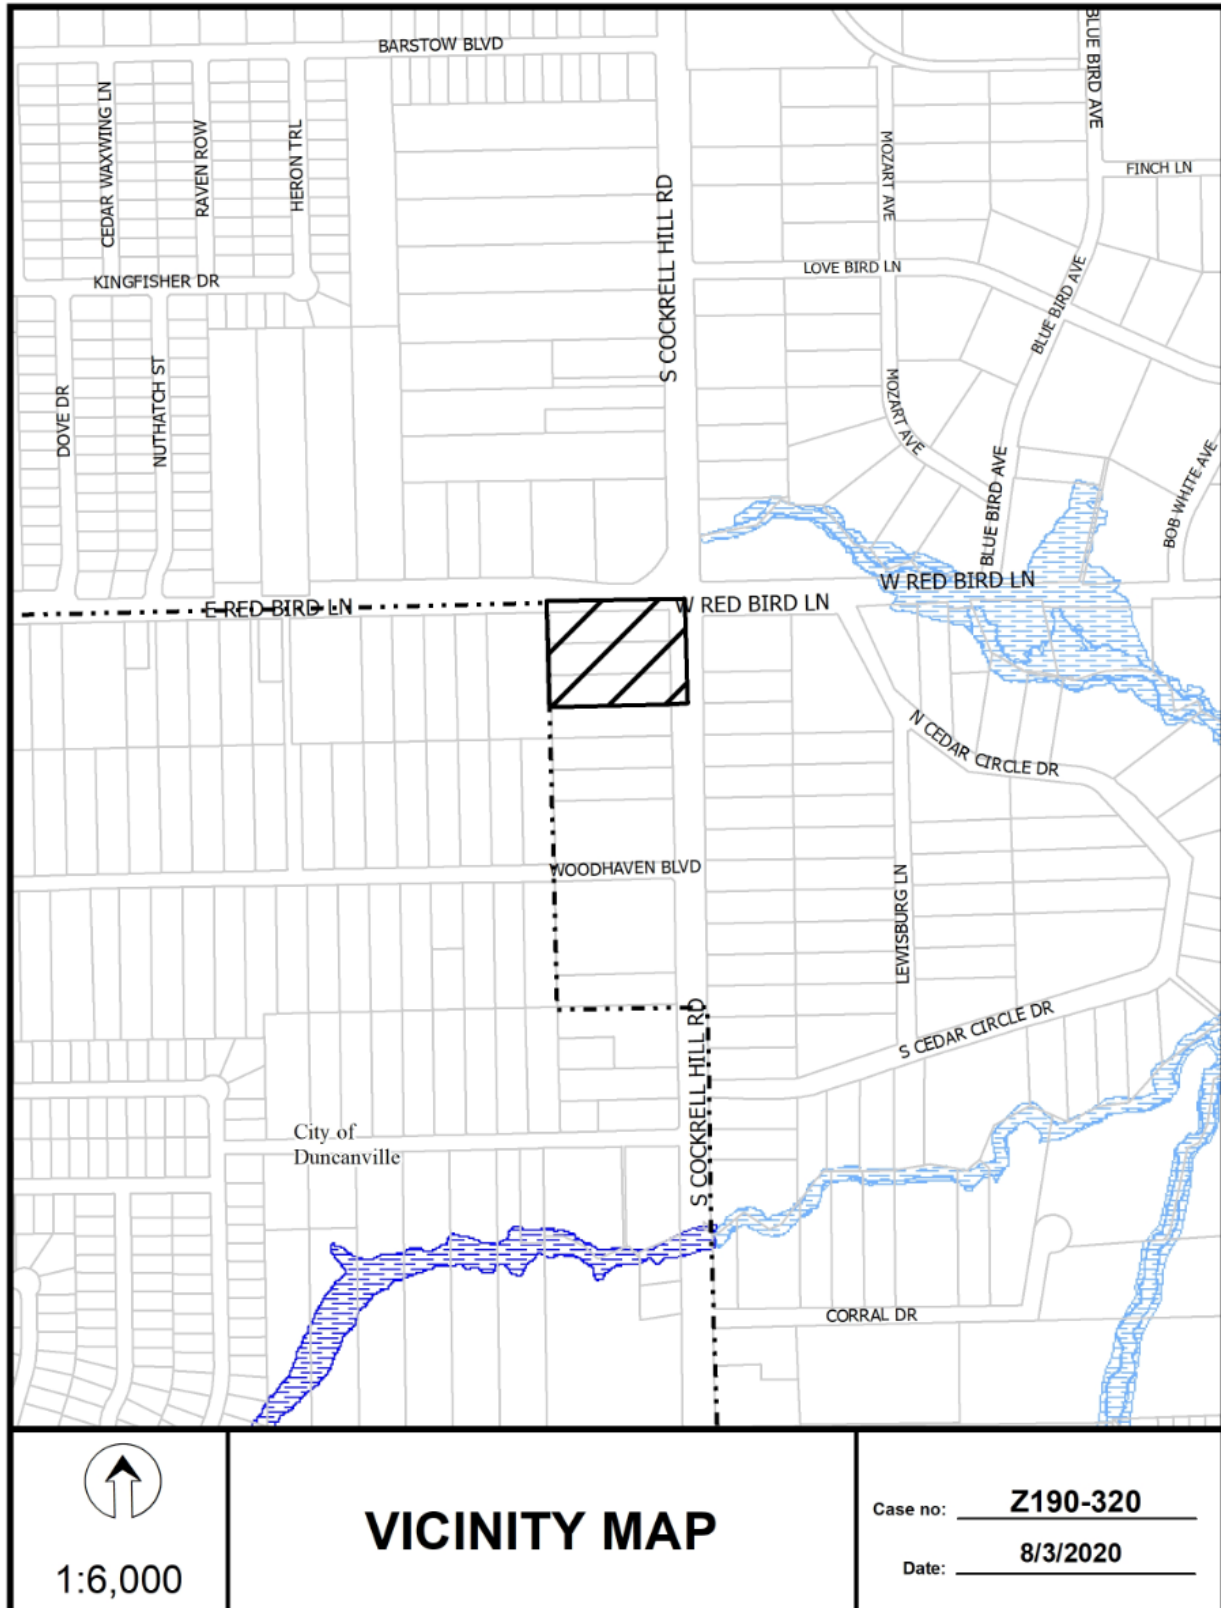 BARSTOW BLVD
BLUE BIRD AVE
CEDAR WAXWING LN
RAVEN ROW
HERON TRL
MOZART AVE
FINCH LN
S COCKRELL HILL RD
KINGFISHER DR
LOVE BIRD LN
BLUE BIRD AVE
DOVE DR
NUTHATCH ST
MOZART AVE
BLUE BIRD AVE
BOB WHITE AVE
W RED BIRD LN
E RED BIRD LN
W RED BIRD LN
N CEDAR CIRCLE DR
WOODHAVEN BLVD
LEWISBURG LN
S COCKRELL HILL RD
S CEDAR CIRCLE DR
City of
Duncanville
CORRAL DR
1:6,000
VICINITY MAP
Case no: Z190-320
Date: 8/3/2020